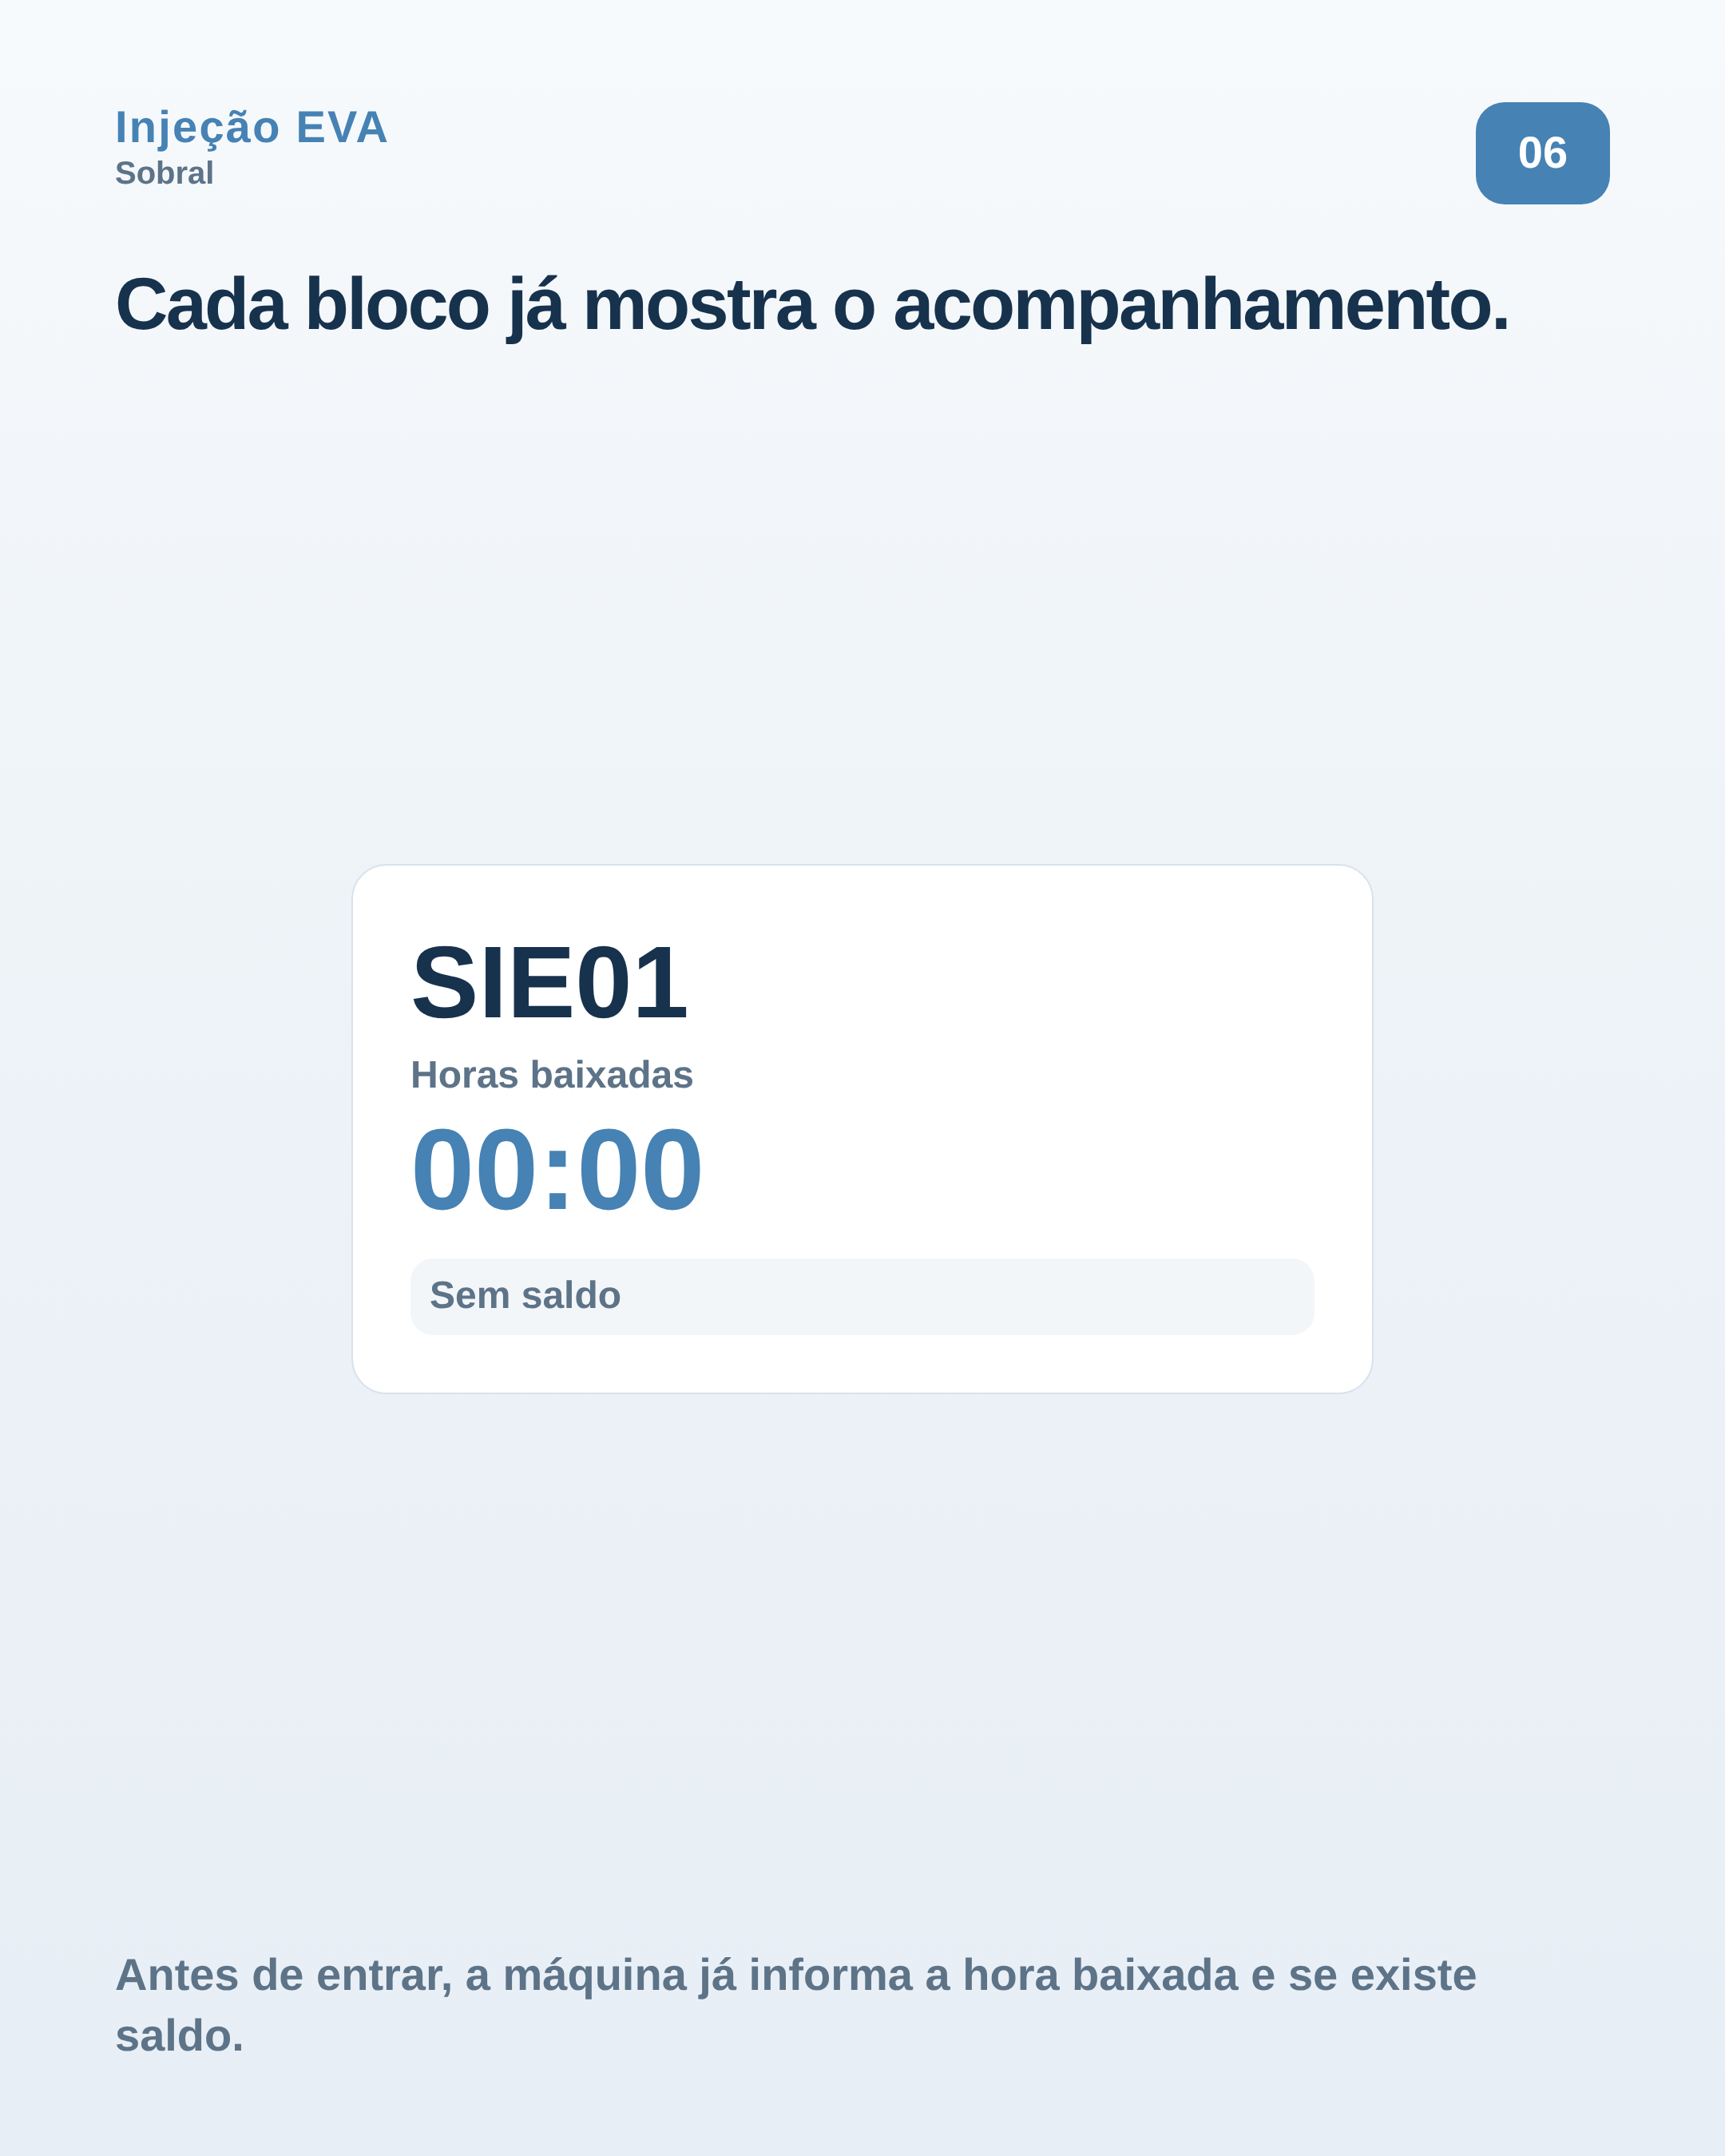 Injeção EVA
Sobral
06
Cada bloco já mostra o acompanhamento.
SIE01
Horas baixadas
00:00
Sem saldo
Antes de entrar, a máquina já informa a hora baixada e se existe
saldo.